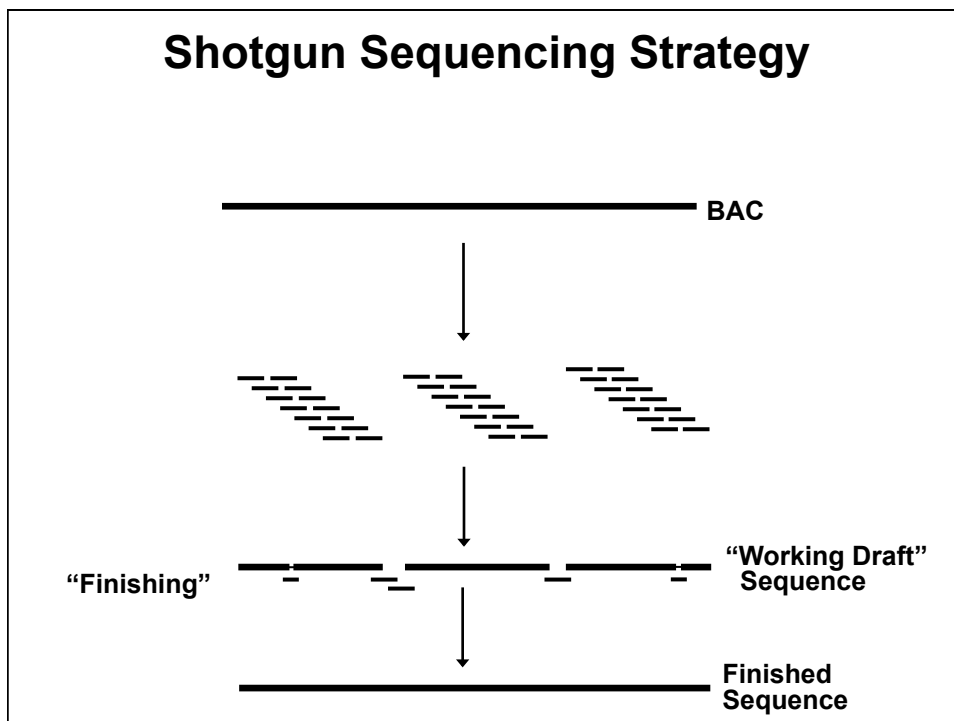 Shotgun Sequencing Strategy
BAC
“Finishing”
“Working Draft”
Sequence
Finished
Sequence